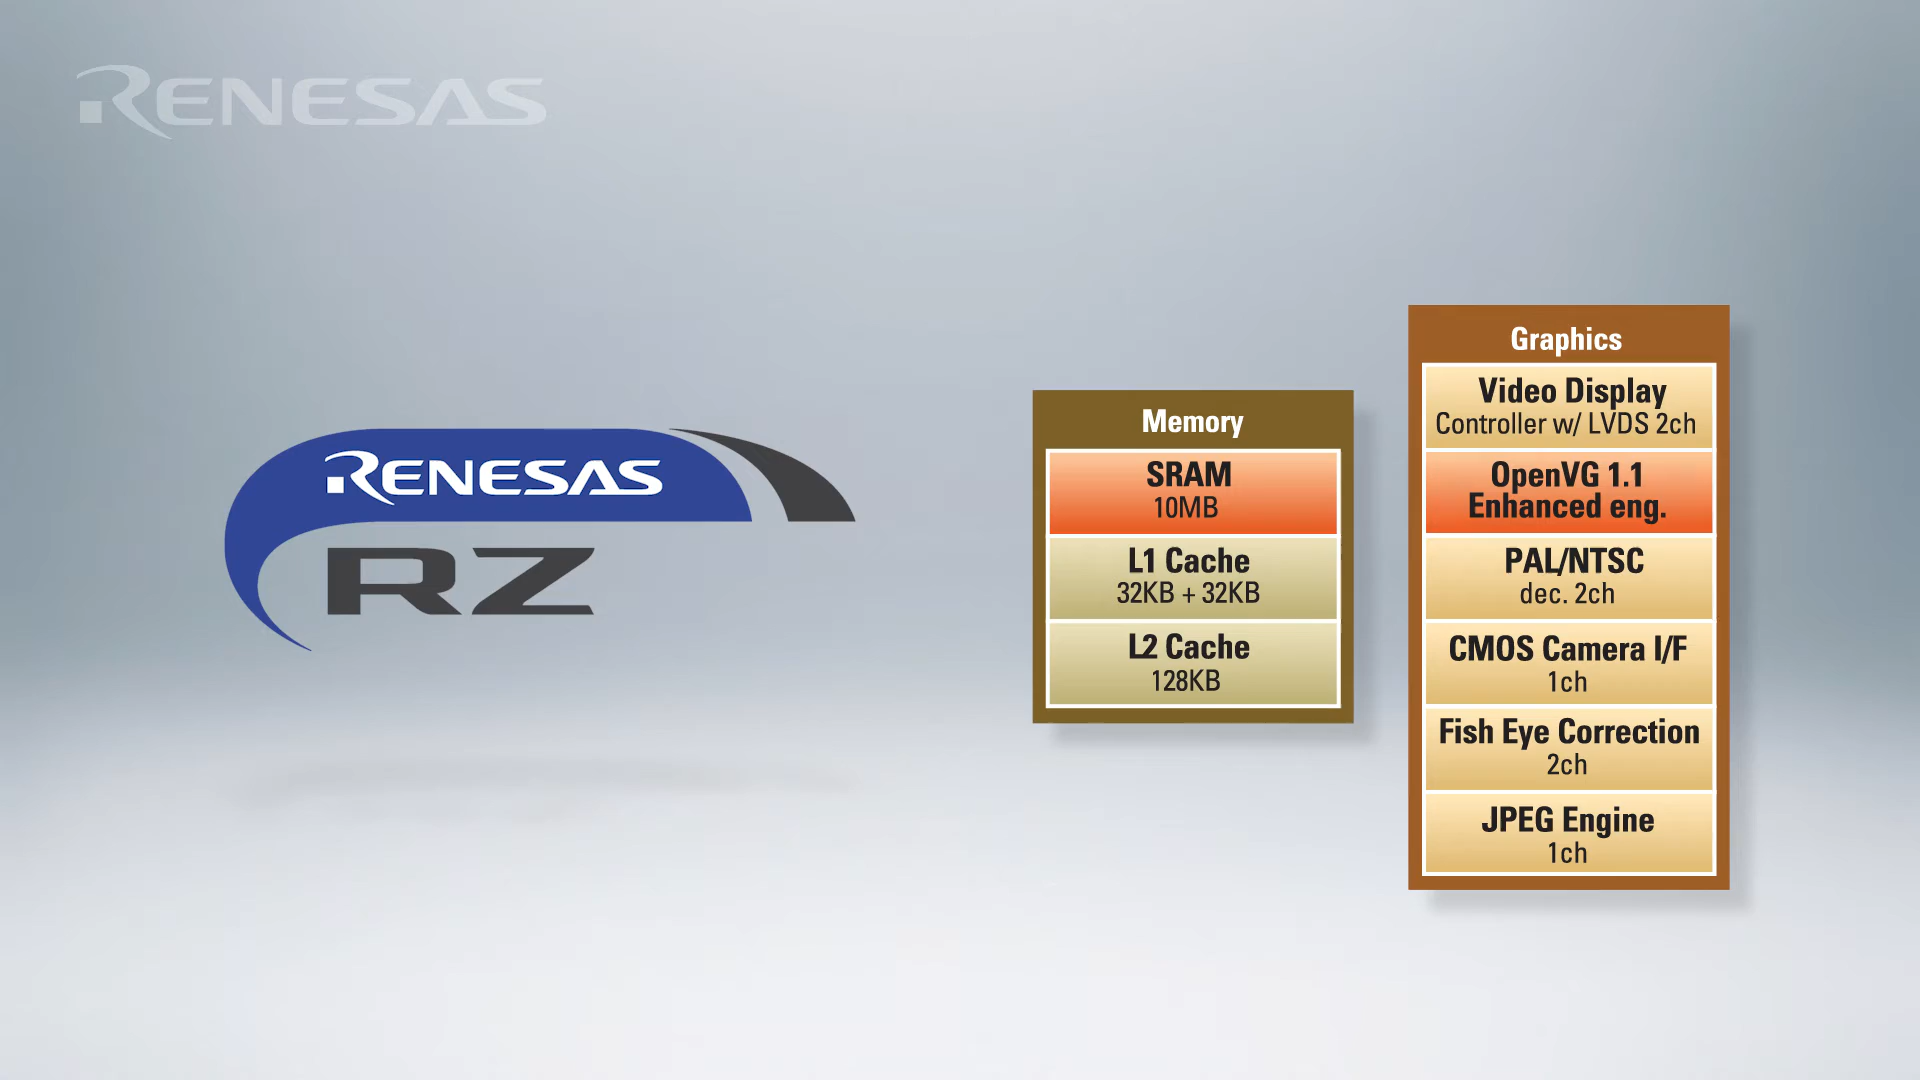 RENESAS
RENESAS
RZ
Memory
SRAM
10MB
L1 Cache
32KB + 32KB
L2 Cache
128KB
Graphics
Video Display
Controller w/ LVDS 2ch
OpenVG 1.1
Enhanced eng.
PAL/NTSC
dec. 2ch
CMOS Camera I/F
1ch
Fish Eye Correction
2ch
JPEG Engine
1ch